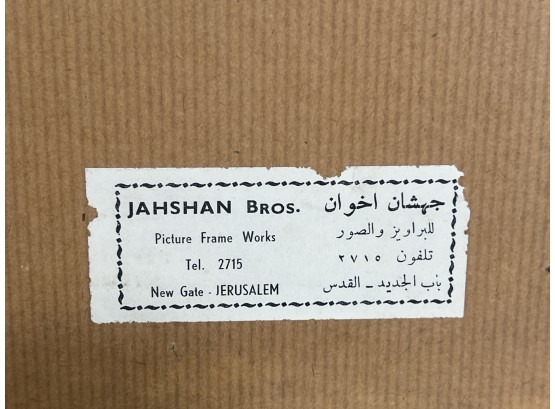 JAHSHAN BROS.
Picture Frame Works
Tel. 2715
New Gate - JERUSALEM
جهشان اخوان
للبراويز والصور
تلفون ٢٧١٥
باب الجديد - القدس